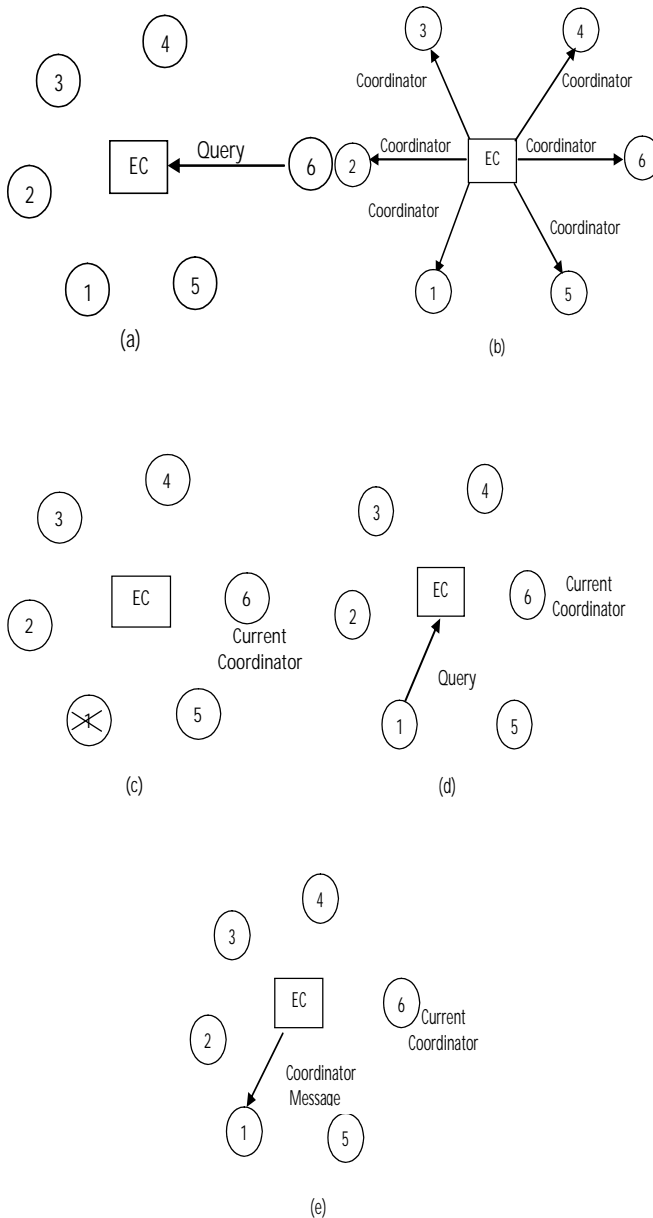 4
3
EC
Query
6
2
1
5
(a)
3
4
Coordinator
Coordinator
Coordinator
Coordinator
2
EC
6
Coordinator
Coordinator
1
5
(b)
4
3
EC
6
2
Current
Coordinator
1
5
(c)
4
3
EC
6
Current
Coordinator
2
Query
1
5
(d)
4
3
EC
6
Current
Coordinator
2
Coordinator
Message
1
5
(e)